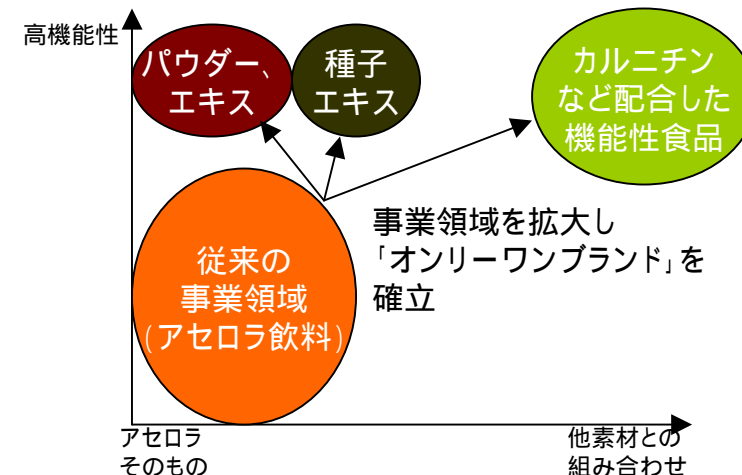 高機能性
パウダー、
エキス
種子
エキス
カルニチン
など配合した
機能性食品
事業領域を拡大し
「オンリーワンブランド」を
確立
従来の
事業領域
(アセロラ飲料)
アセロラ
そのもの
他素材との
組み合わせ